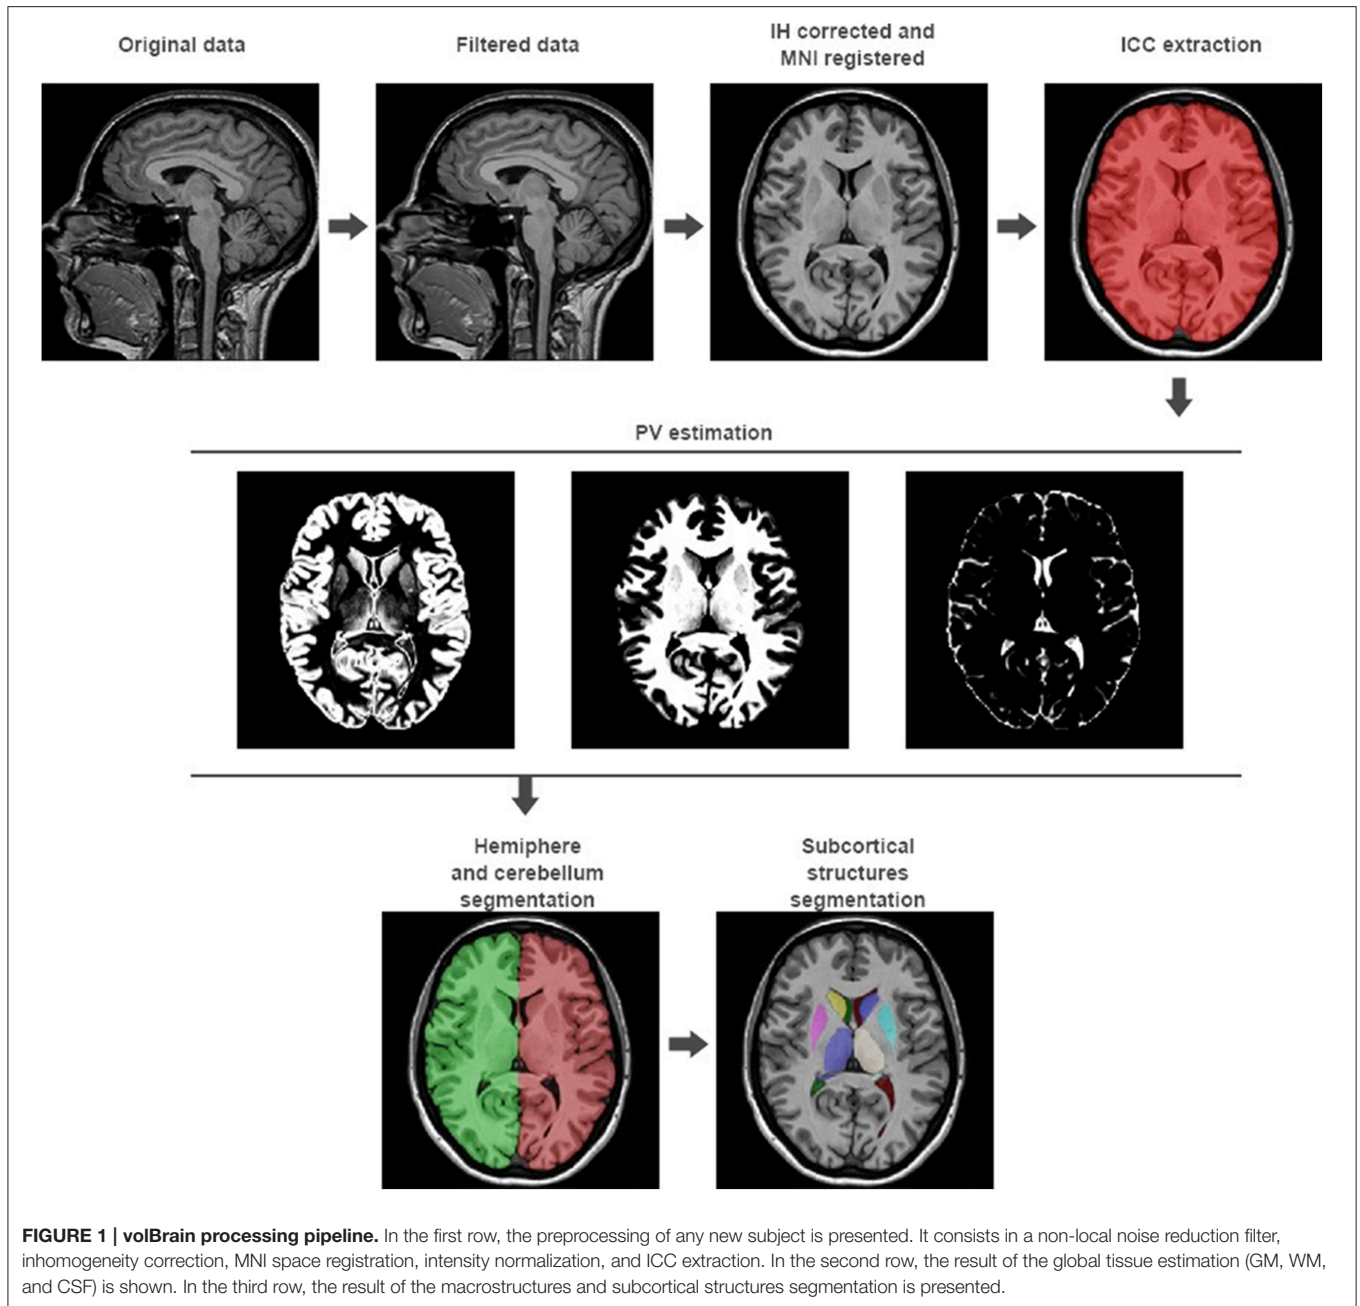 Original data
Filtered data
IH corrected and
MNI registered
ICC extraction
PV estimation
Hemiphere
and cerebellum
segmentation
Subcortical
structures
segmentation
FIGURE 1 | volBrain processing pipeline. In the first row, the preprocessing of any new subject is presented. It consists in a non-local noise reduction filter,
inhomogeneity correction, MNI space registration, intensity normalization, and ICC extraction. In the second row, the result of the global tissue estimation (GM, WM,
and CSF) is shown. In the third row, the result of the macrostructures and subcortical structures segmentation is presented.